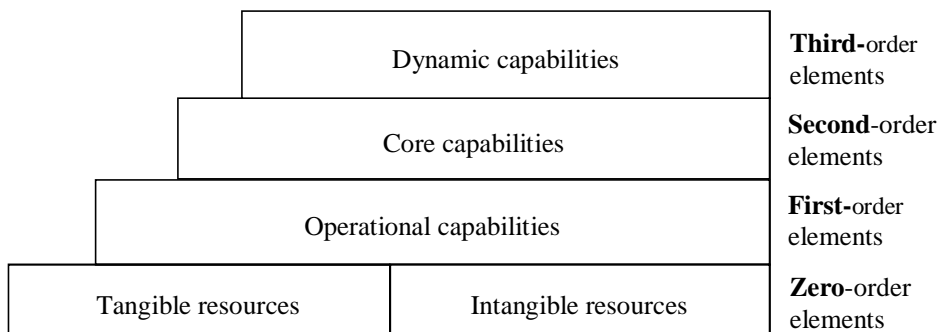 Dynamic capabilities
Third-order
elements
Core capabilities
Second-order
elements
Operational capabilities
First-order
elements
Tangible resources
Intangible resources
Zero-order
elements